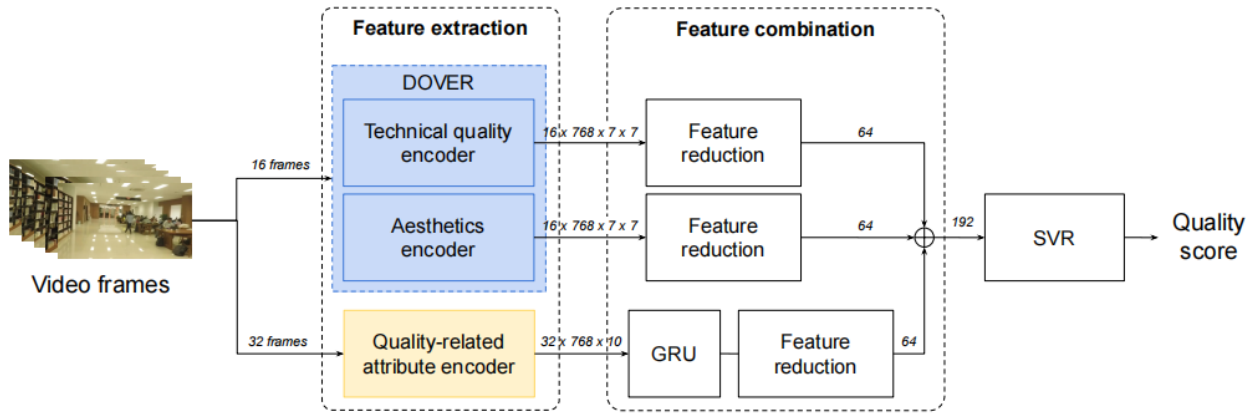 Feature extraction
Feature combination
DOVER
Technical quality
encoder
16 x 768 x 7 x 7
Feature
reduction
64
16 frames
Aesthetics
encoder
16 x 768 x 7 x 7
Feature
reduction
64
192
SVR
Quality
score
Video frames
32 frames
Quality-related
attribute encoder
32 x 768 x 10
GRU
Feature
reduction
64